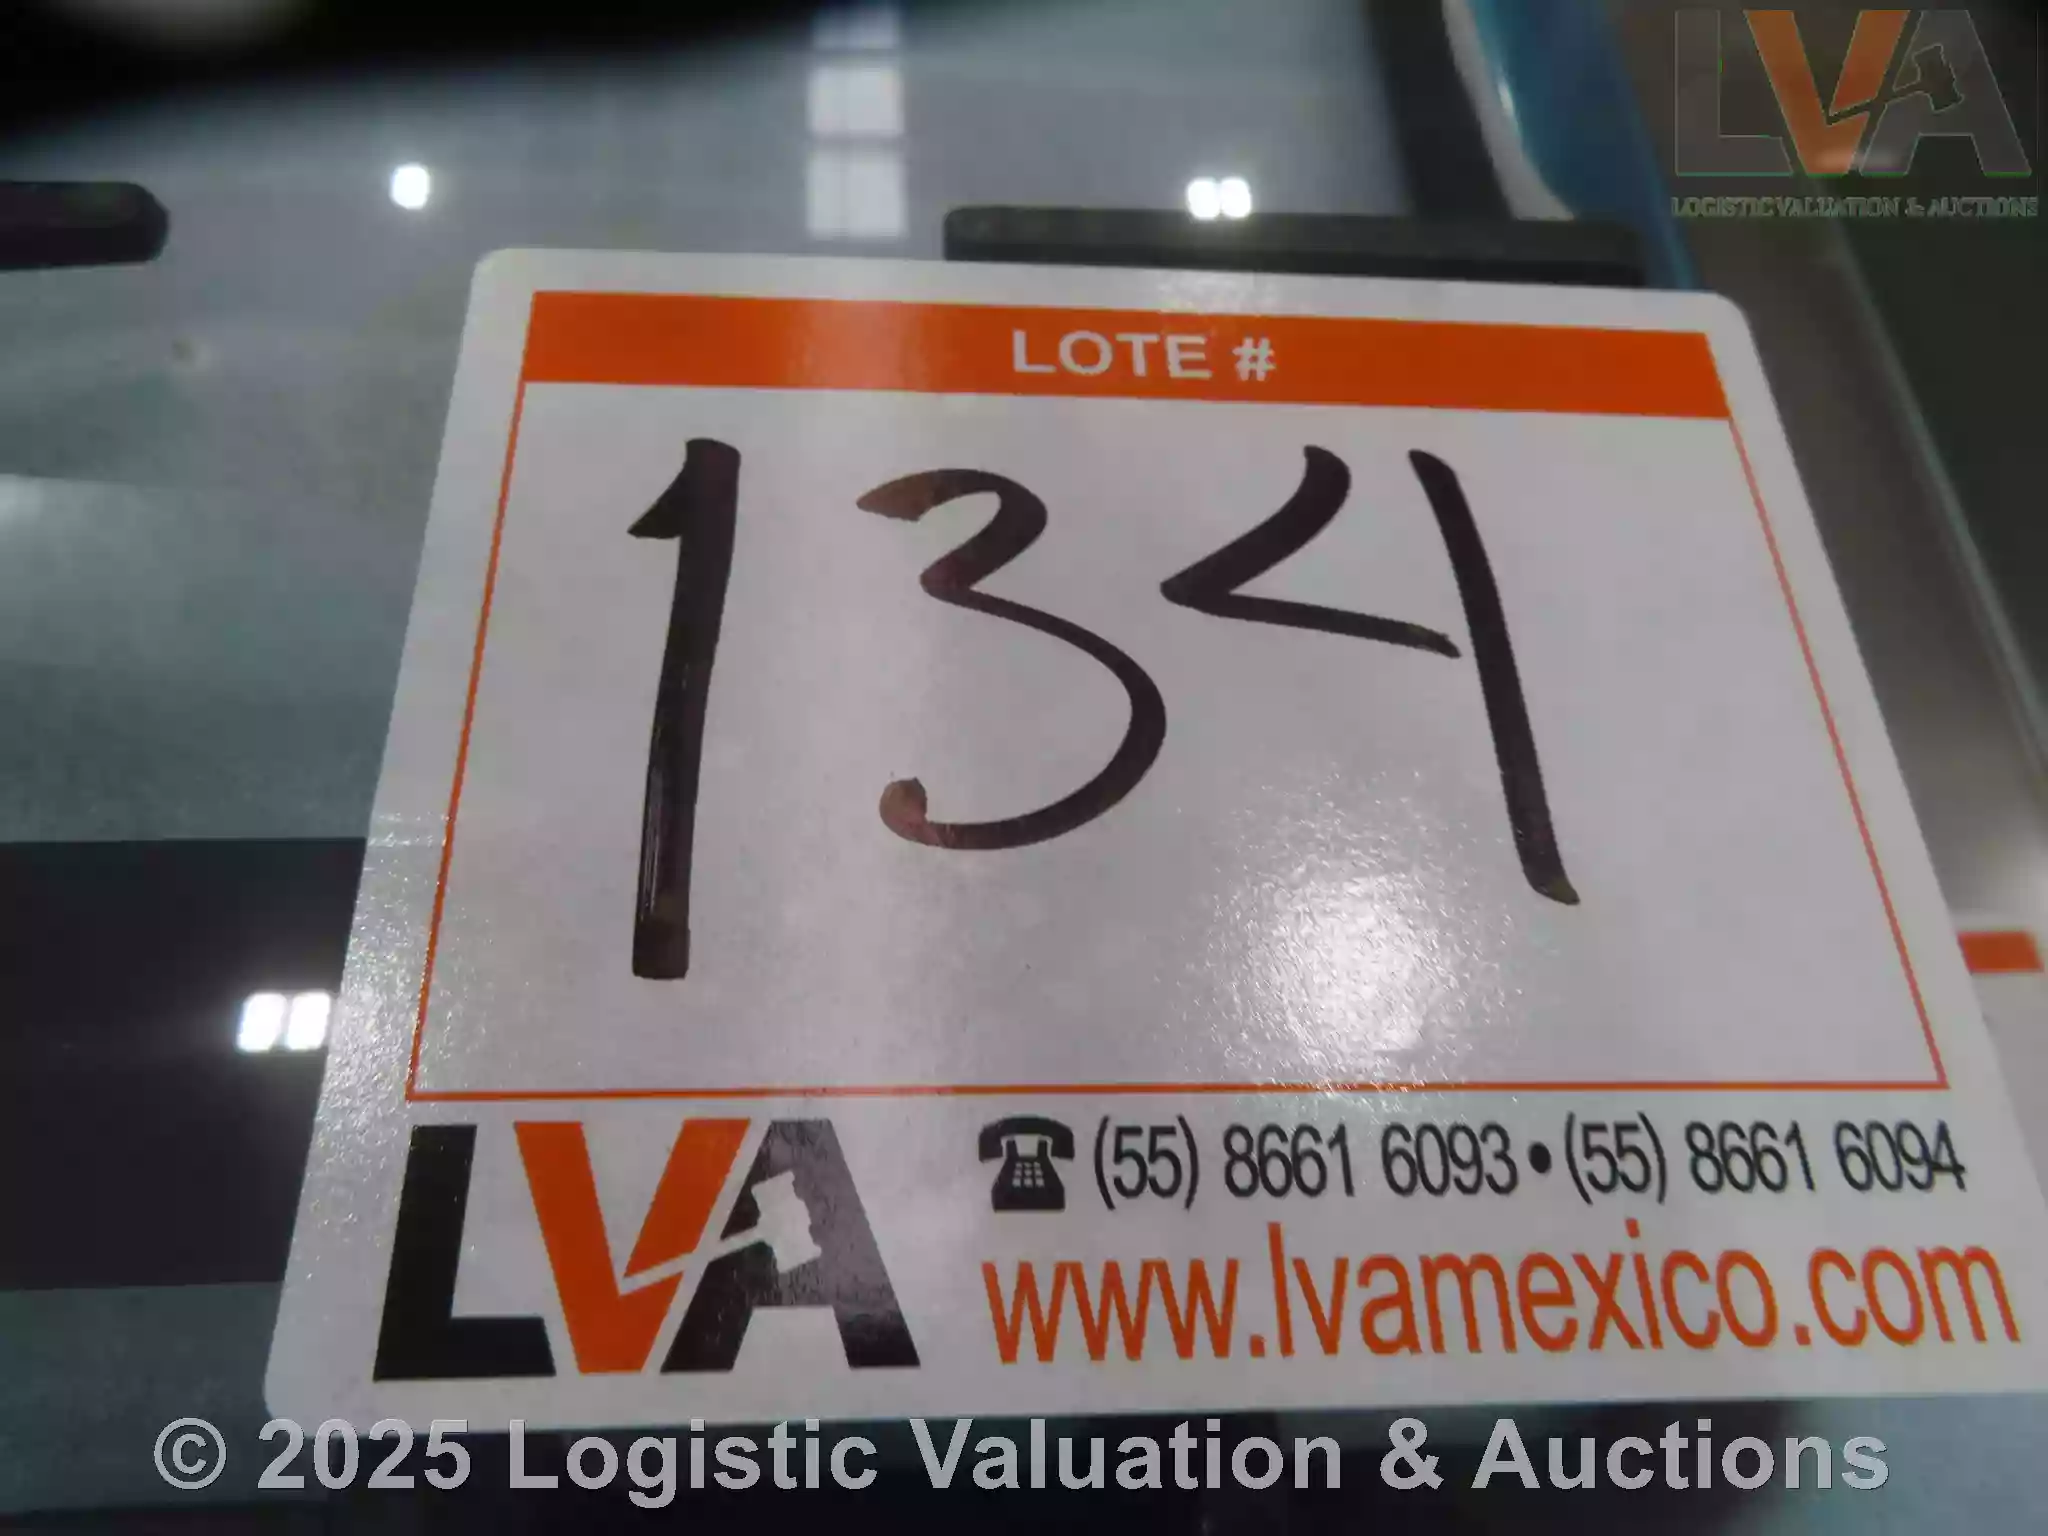 LVA
LOGISTIC VALUATION & AUCTIONS
LOTE #
134
LVA
(55) 8661 6093 • (55) 8661 6094
www.lvamexico.com
© 2025 Logistic Valuation & Auctions